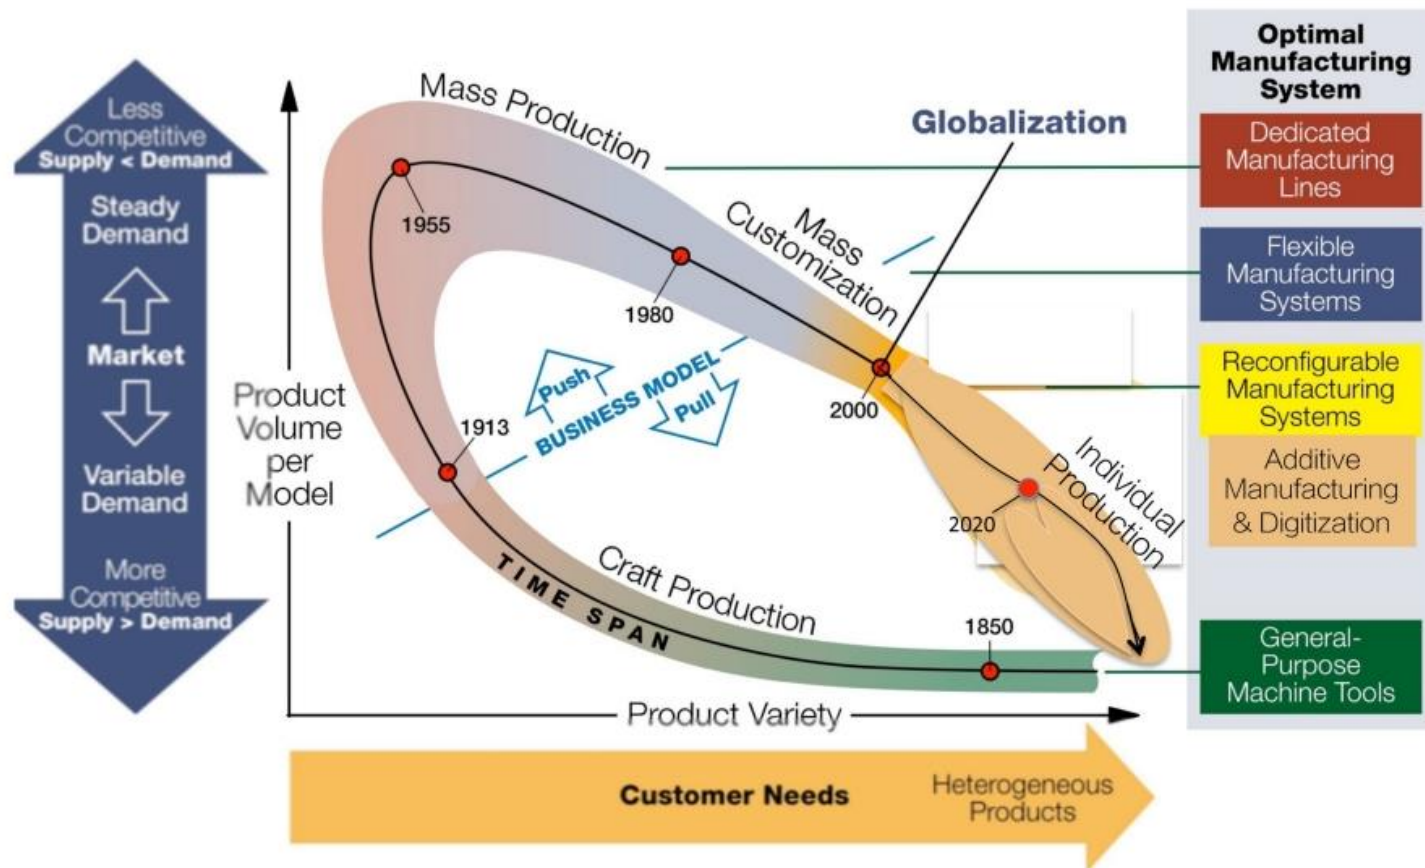 Less
Competitive
Supply < Demand
Steady
Demand
Market
Variable
Demand
More
Competitive
Supply > Demand
Product
Volume
per
Model
Mass Production
Mass
Customization
Globalization
1955
1980
2000
1913
Push
BUSINESS MODEL
Pull
Individual
Production
2020
TIME SPAN
Craft Production
1850
Product Variety
Customer Needs
Heterogeneous
Products
Optimal
Manufacturing
System
Dedicated
Manufacturing
Lines
Flexible
Manufacturing
Systems
Reconfigurable
Manufacturing
Systems
Additive
Manufacturing
& Digitization
General-
Purpose
Machine Tools